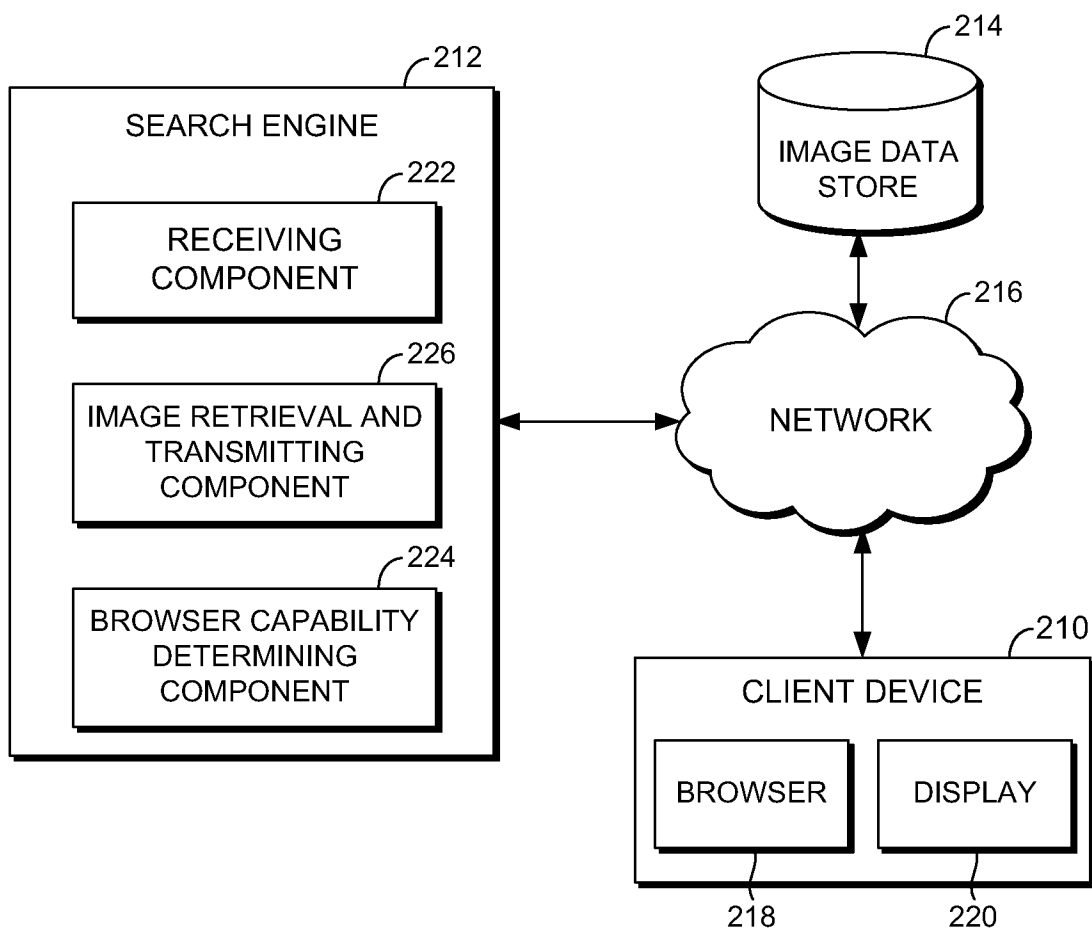 212
SEARCH ENGINE
222
RECEIVING
COMPONENT
226
IMAGE RETRIEVAL AND
TRANSMITTING
COMPONENT
224
BROWSER CAPABILITY
DETERMINING
COMPONENT
214
IMAGE DATA
STORE
216
NETWORK
210
CLIENT DEVICE
BROWSER
DISPLAY
218
220